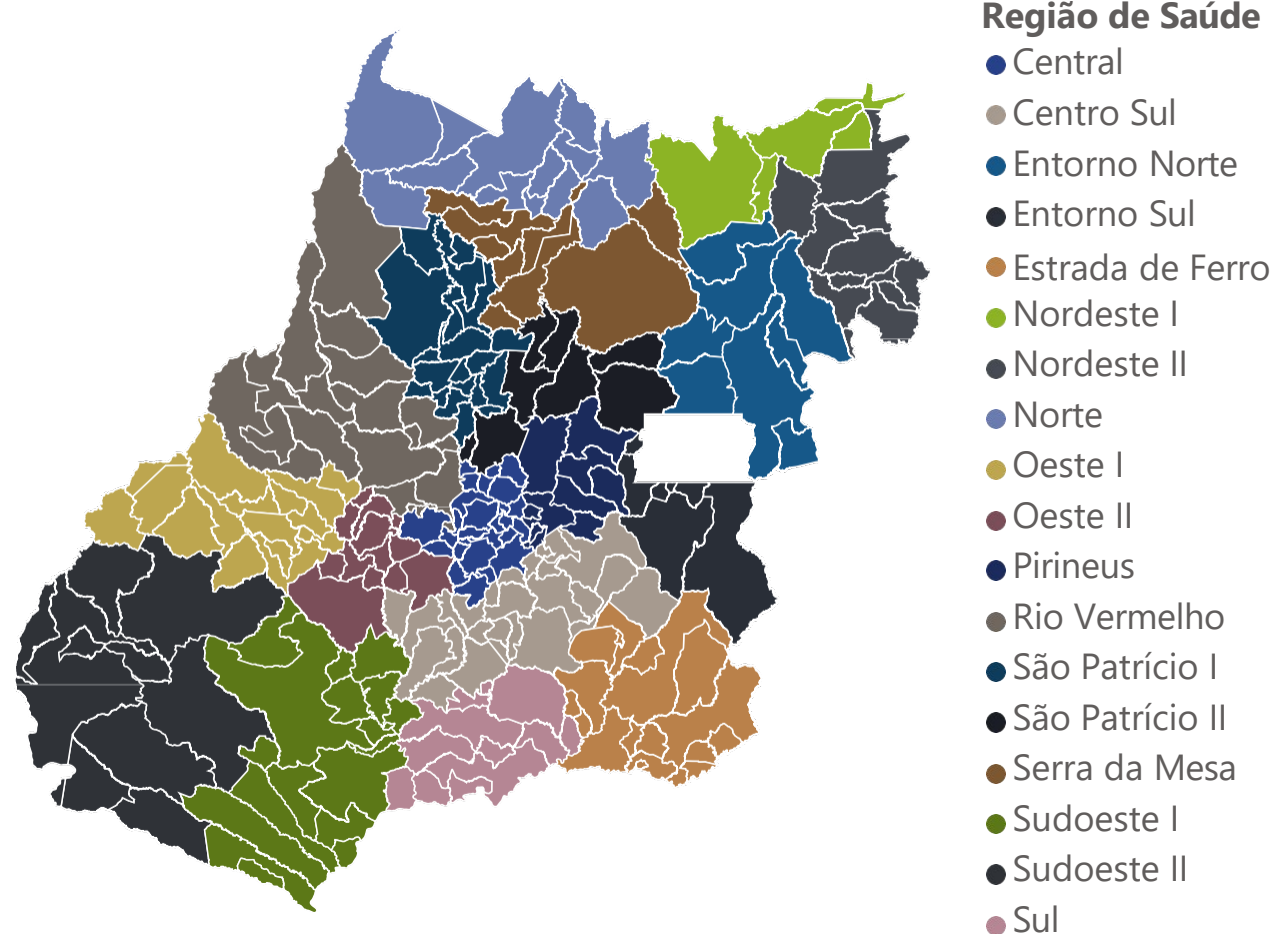 Região de Saúde
Central
Centro Sul
Entorno Norte
Entorno Sul
Estrada de Ferro
Nordeste I
Nordeste II
Norte
Oeste I
Oeste II
Pirineus
Rio Vermelho
São Patrício I
São Patrício II
Serra da Mesa
Sudoeste I
Sudoeste II
Sul